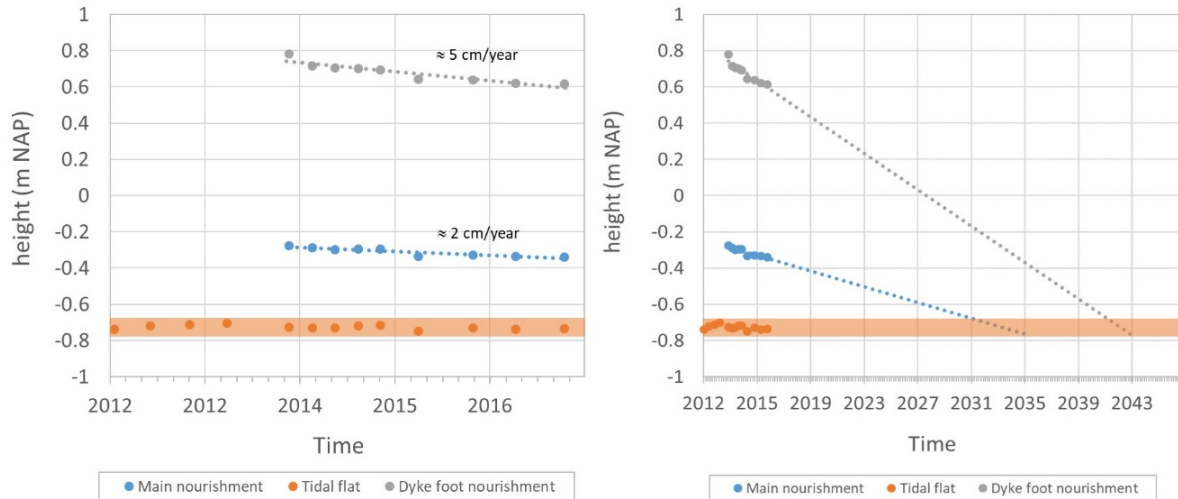 height (m NAP)
1
0.8
0.6
0.4
0.2
0
-0.2
-0.4
-0.6
-0.8
-1
≈ 5 cm/year
≈ 2 cm/year
2012 2012 2014 2015 2016
Time
Main nourishment Tidal flat Dyke foot nourishment
height (m NAP)
1
0.8
0.6
0.4
0.2
0
-0.2
-0.4
-0.6
-0.8
-1
2012 2015 2019 2023 2027 2031 2035 2039 2043
Time
Main nourishment Tidal flat Dyke foot nourishment